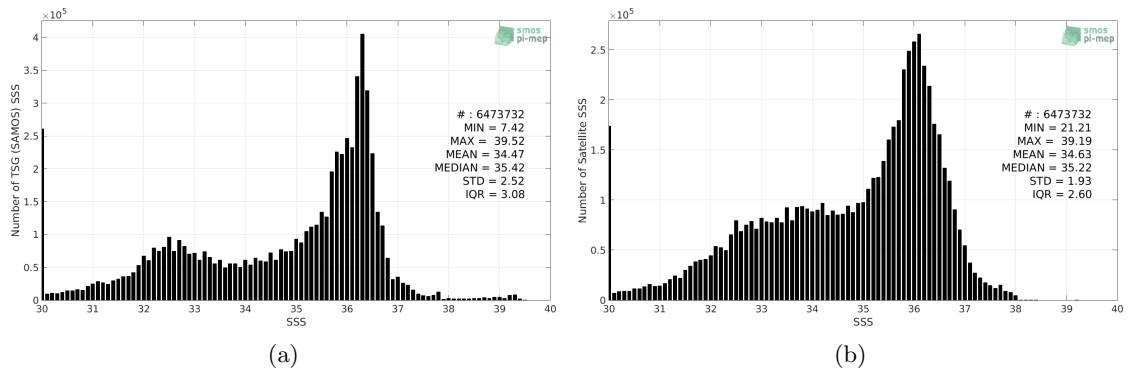 ×10⁵
4
3.5
3
2.5
2
1.5
1
0.5
0
Number of TSG (SAMOS) SSS
smos
pi-mep
# : 6473732
MIN = 7.42
MAX = 39.52
MEAN = 34.47
MEDIAN = 35.42
STD = 2.52
IQR = 3.08
30 31 32 33 34 35 36 37 38 39 40
SSS
(a)
×10⁵
2.5
2
1.5
1
0.5
0
Number of Satellite SSS
smos
pi-mep
# : 6473732
MIN = 21.21
MAX = 39.19
MEAN = 34.63
MEDIAN = 35.22
STD = 1.93
IQR = 2.60
30 31 32 33 34 35 36 37 38 39 40
SSS
(b)